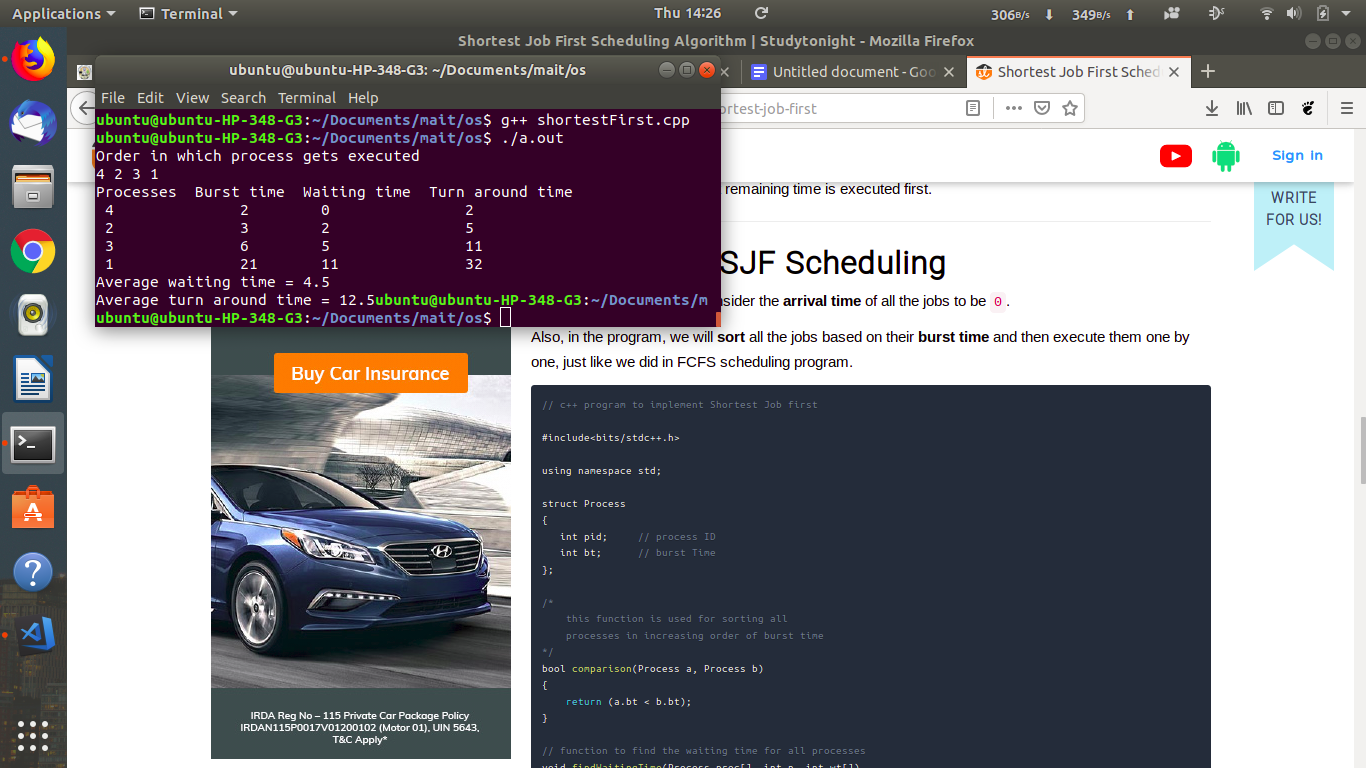 Applications
Terminal
Thu 14:26
306B/s
349B/s
Shortest Job First Scheduling Algorithm | Studytonight - Mozilla Firefox
Untitled document - Goo
Shortest Job First Sched
ortest-job-first
ubuntu@ubuntu-HP-348-G3: ~/Documents/mait/os
File Edit View Search Terminal Help
ubuntu@ubuntu-HP-348-G3:~/Documents/mait/os$ g++ shortestFirst.cpp
ubuntu@ubuntu-HP-348-G3:~/Documents/mait/os$ ./a.out
Order in which process gets executed
4 2 3 1
Processes Burst time Waiting time Turn around time
4 2 0 2
2 3 2 5
3 6 5 11
1 21 11 32
Average waiting time = 4.5
Average turn around time = 12.5ubuntu@ubuntu-HP-348-G3:~/Documents/m
ubuntu@ubuntu-HP-348-G3:~/Documents/mait/os$
Sign In
WRITE
FOR US!
remaining time is executed first.
SJF Scheduling
nsider the arrival time of all the jobs to be 0 .
Also, in the program, we will sort all the jobs based on their burst time and then execute them one by
one, just like we did in FCFS scheduling program.
Buy Car Insurance
IRDA Reg No – 115 Private Car Package Policy
IRDAN115P0017V01200102 (Motor 01), UIN 5643,
T&C Apply*
// c++ program to implement Shortest Job first
#include<bits/stdc++.h>
using namespace std;
struct Process
{
int pid; // process ID
int bt; // burst Time
};
/*
this function is used for sorting all
processes in increasing order of burst time
*/
bool comparison(Process a, Process b)
{
return (a.bt < b.bt);
}
// function to find the waiting time for all processes
void findWaitingTime(Process proc[], int n, int wt[])